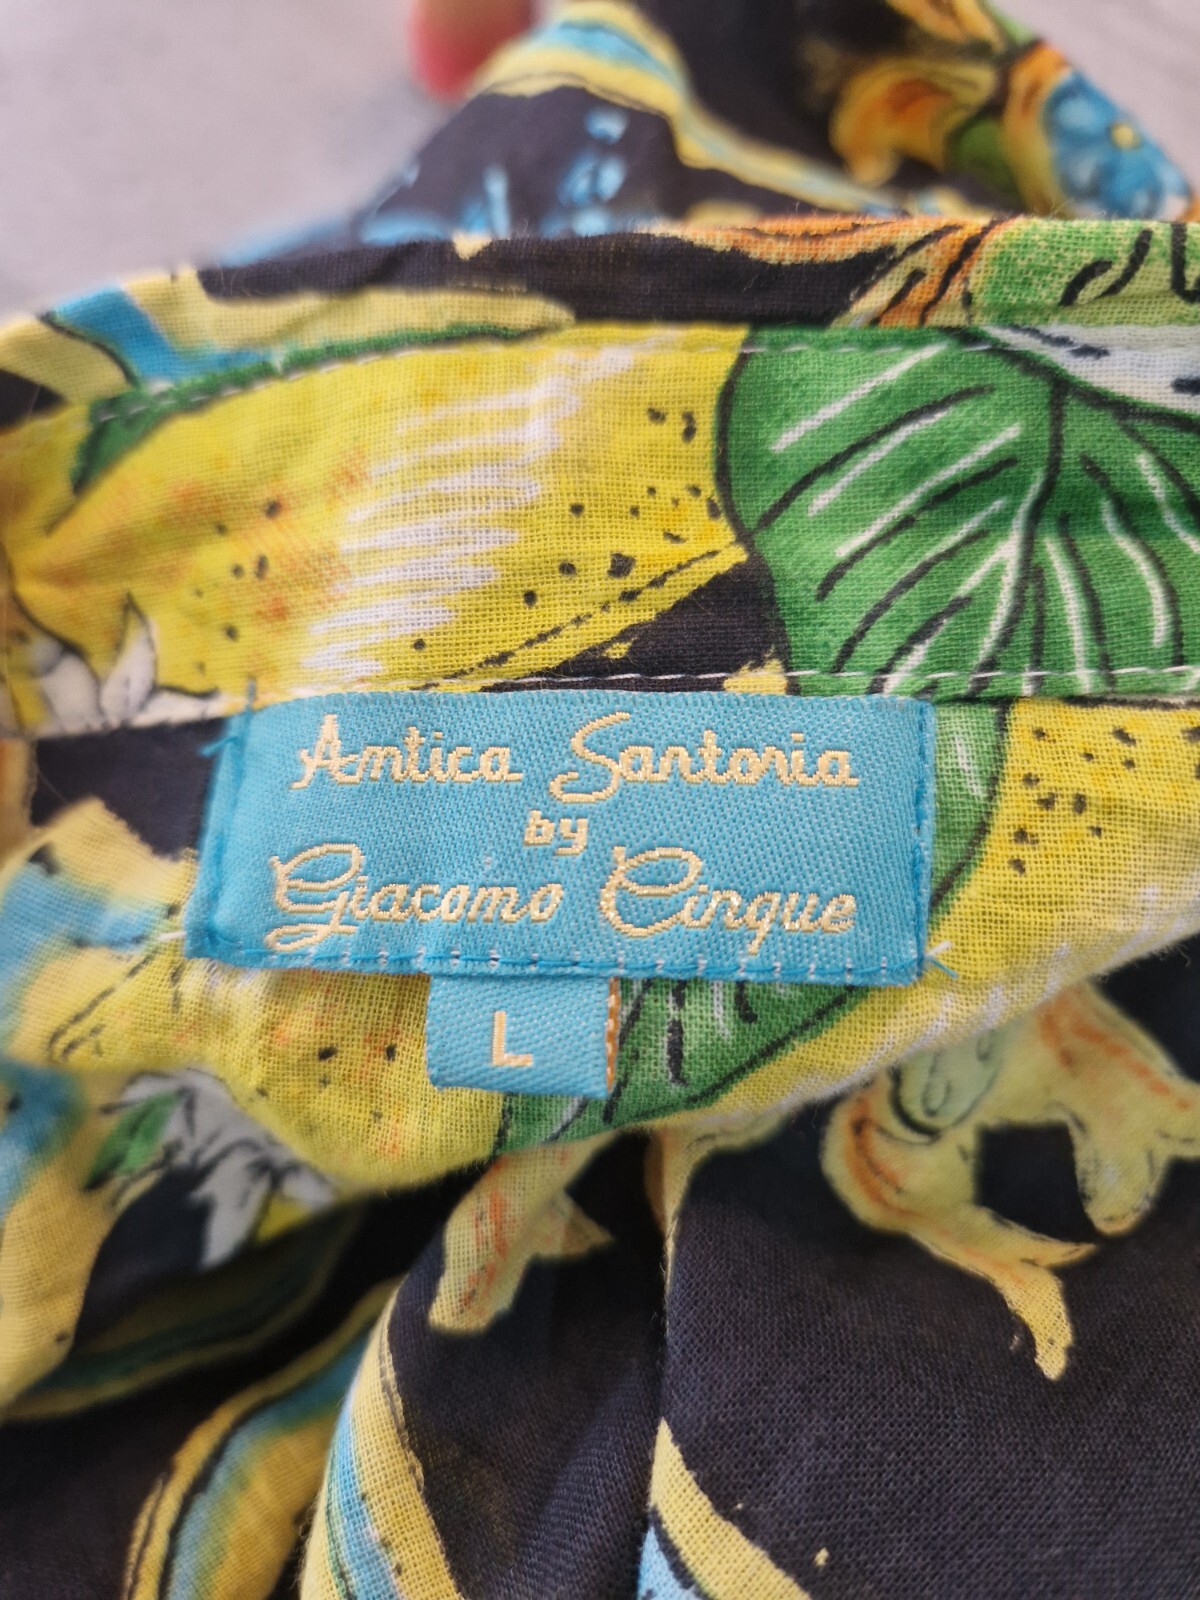 Antica Sartoria
by
Giacomo Cinque
L